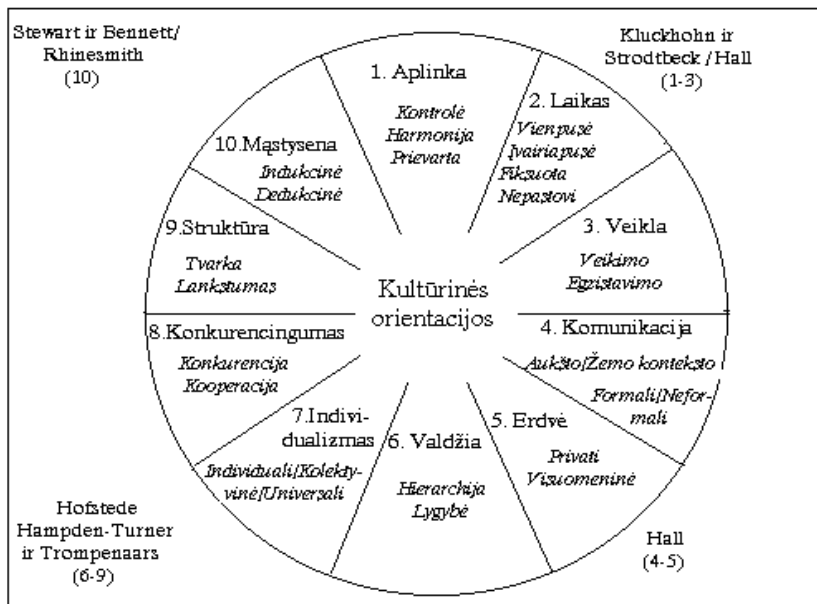 Stewart ir Bennett/
Rhinesmith
(10)
Kluckhohn ir
Strodtbeck /Hall
(1-3)
1. Aplinka
Kontrolė
Harmonija
Prievarta
2. Laikas
Vienpusė
Įvairiapusė
Fiksuota
Nepastovi
3. Veikla
Veikimo
Egzistavimo
4. Komunikacija
Aukšto/Žemo konteksto
Formali/Nefor-
mali
5. Erdvė
Privati
Visuomeninė
6. Valdžia
Hierarchija
Lygybė
7.Indivi-
dualizmas
Individuali/Kolekty-
vinė/Universali
8.Konkurencingumas
Konkurencija
Kooperacija
9.Struktūra
Tvarka
Lankstumas
10.Mąstysena
Indukcinė
Dedukcinė
Kultūrinės
orientacijos
Hofstede
Hampden-Turner
ir Trompenaars
(6-9)
Hall
(4-5)